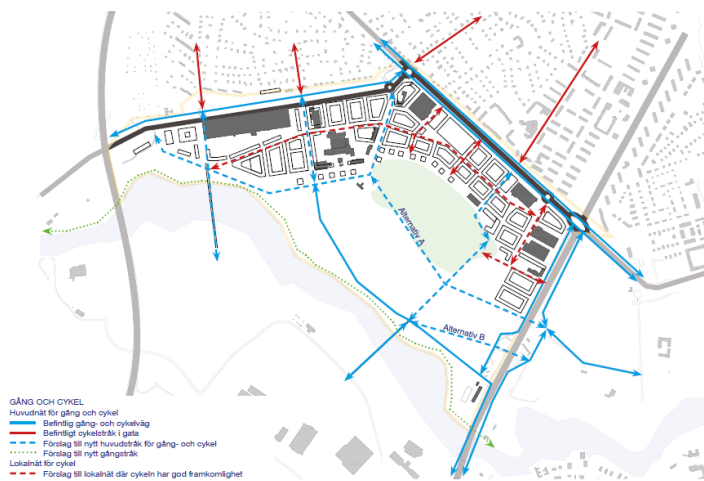 Alternativ A
Alternativ B
GÅNG OCH CYKEL
Huvudnät för gång och cykel
Befintlig gång- och cykelväg
Befintligt cykelstråk i gata
Förslag till nytt huvudstråk för gång- och cykel
Förslag till nytt gångstråk
Lokalnät för cykel
Förslag till lokalnät där cykeln har god framkomlighet